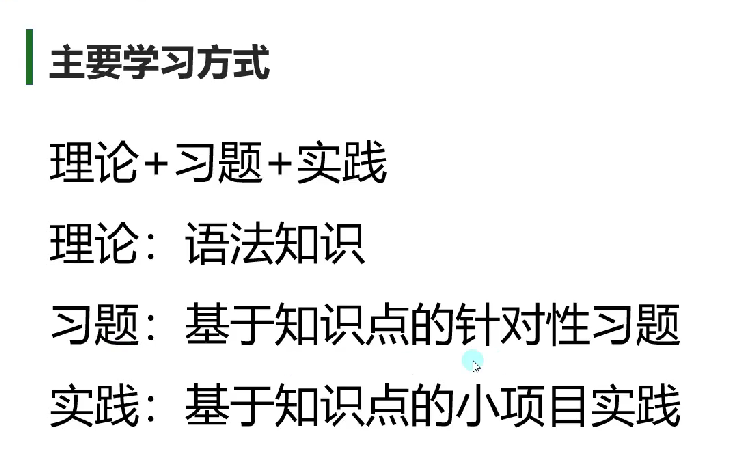 主要学习方式
理论+习题+实践
理论：语法知识
习题：基于知识点的针对性习题
实践：基于知识点的小项目实践